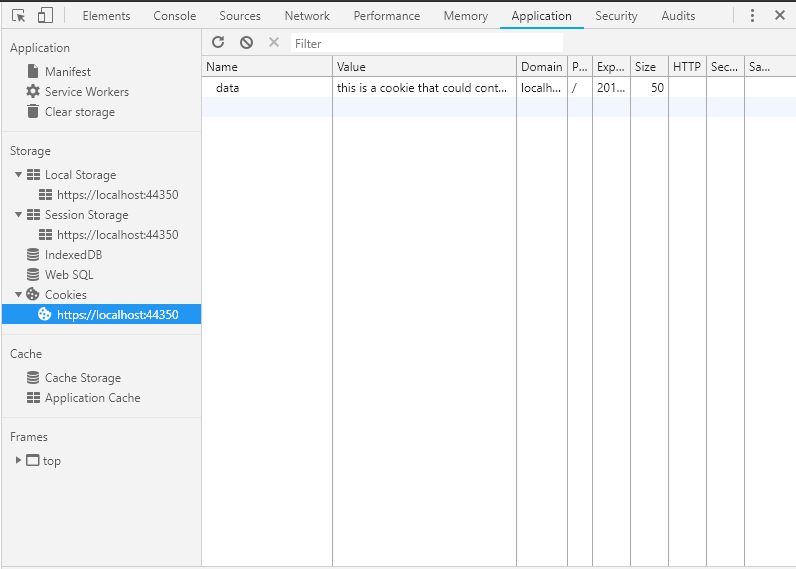 Elements Console Sources Network Performance Memory Application Security Audits
Application
Manifest
Service Workers
Clear storage
Storage
Local Storage
https://localhost:44350
Session Storage
https://localhost:44350
IndexedDB
Web SQL
Cookies
https://localhost:44350
Cache
Cache Storage
Application Cache
Frames
top
Filter
Name Value Domain P... Exp... Size HTTP Sec... Sa...
data this is a cookie that could cont... localh... / 201... 50